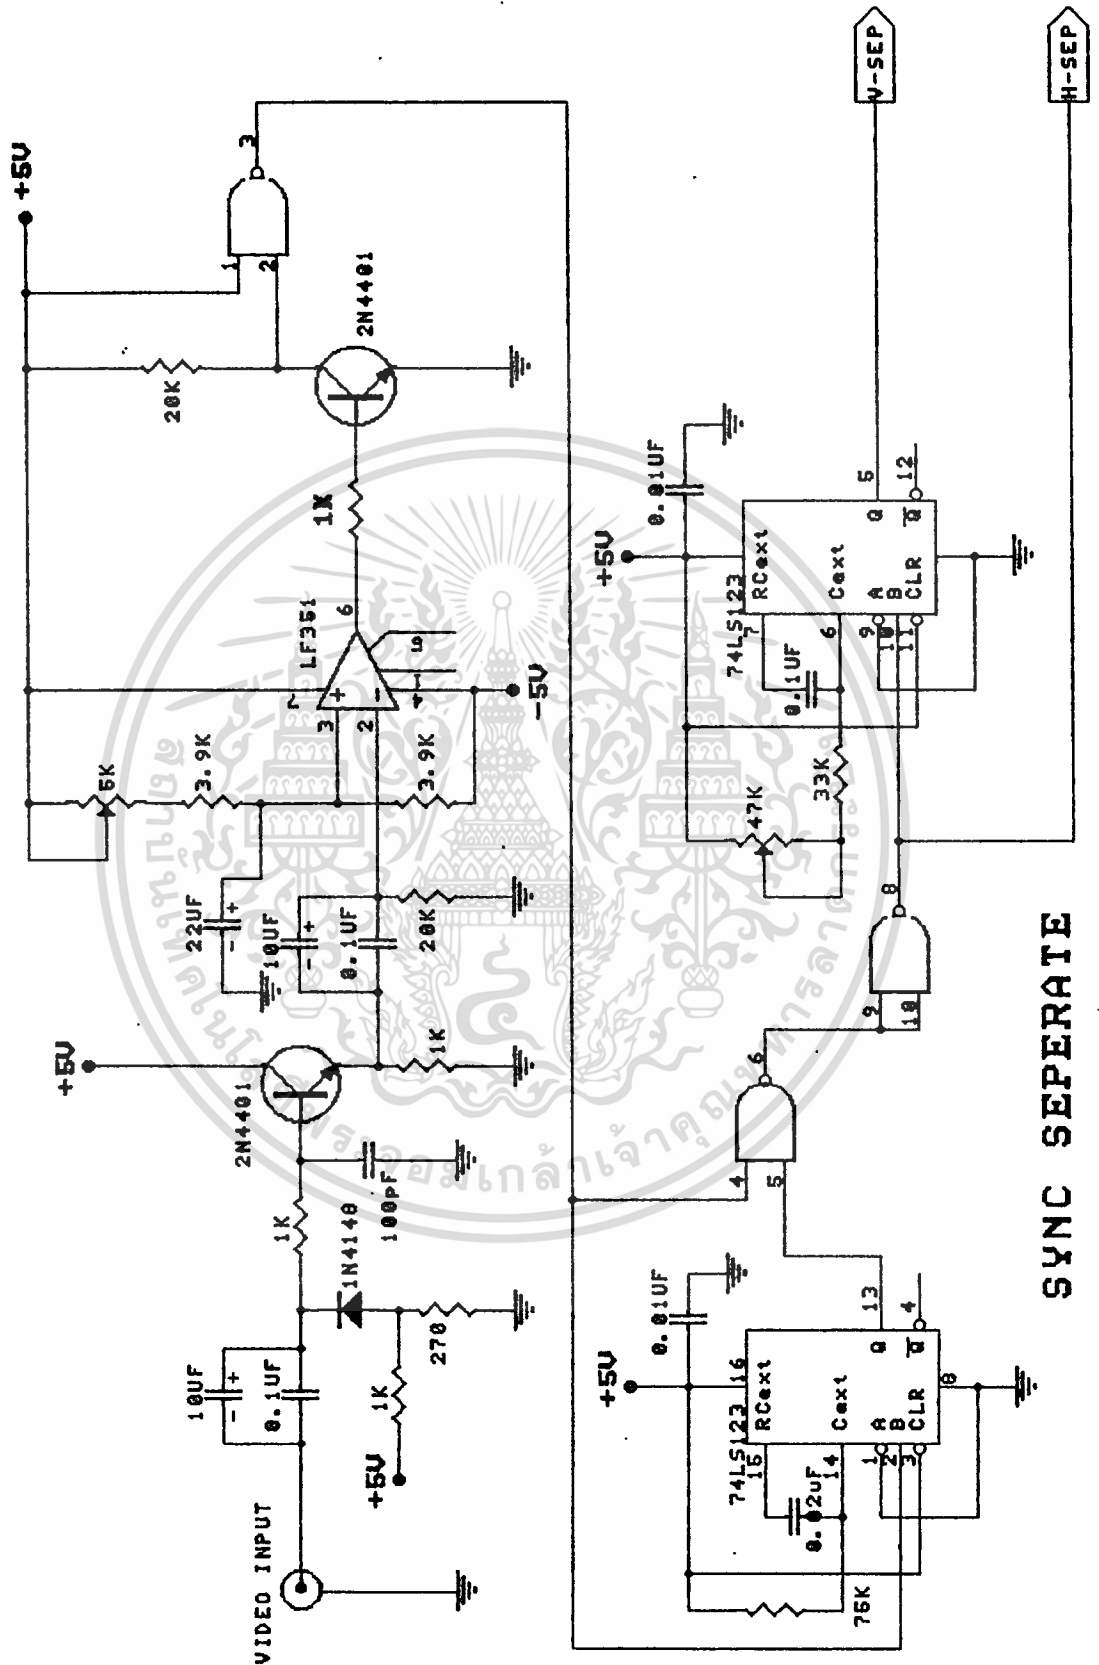 VIDEO INPUT
10UF
- +
0.1UF
+5V
1K
270
1N4148
1K
100PF
2N4401
+5V
1K
22UF
- +
10UF
- +
0.1UF
20K
5K
3.9K
3.9K
3
2
+
-
7
4
1
5
6
LF351
-5V
1K
2N4401
20K
+5V
1
2
3
75K
0.02UF
+5V
0.01UF
74LS123
15
14
1
2
3
16
8
RCext
Cext
A
B
CLR
Q
Q
13
4
4
5
6
9
10
8
47K
33K
0.1UF
+5V
0.01UF
74LS123
7
6
9
10
11
RCext
Cext
A
B
CLR
Q
Q
5
12
V-SEP
H-SEP
SYNC SEPERATE